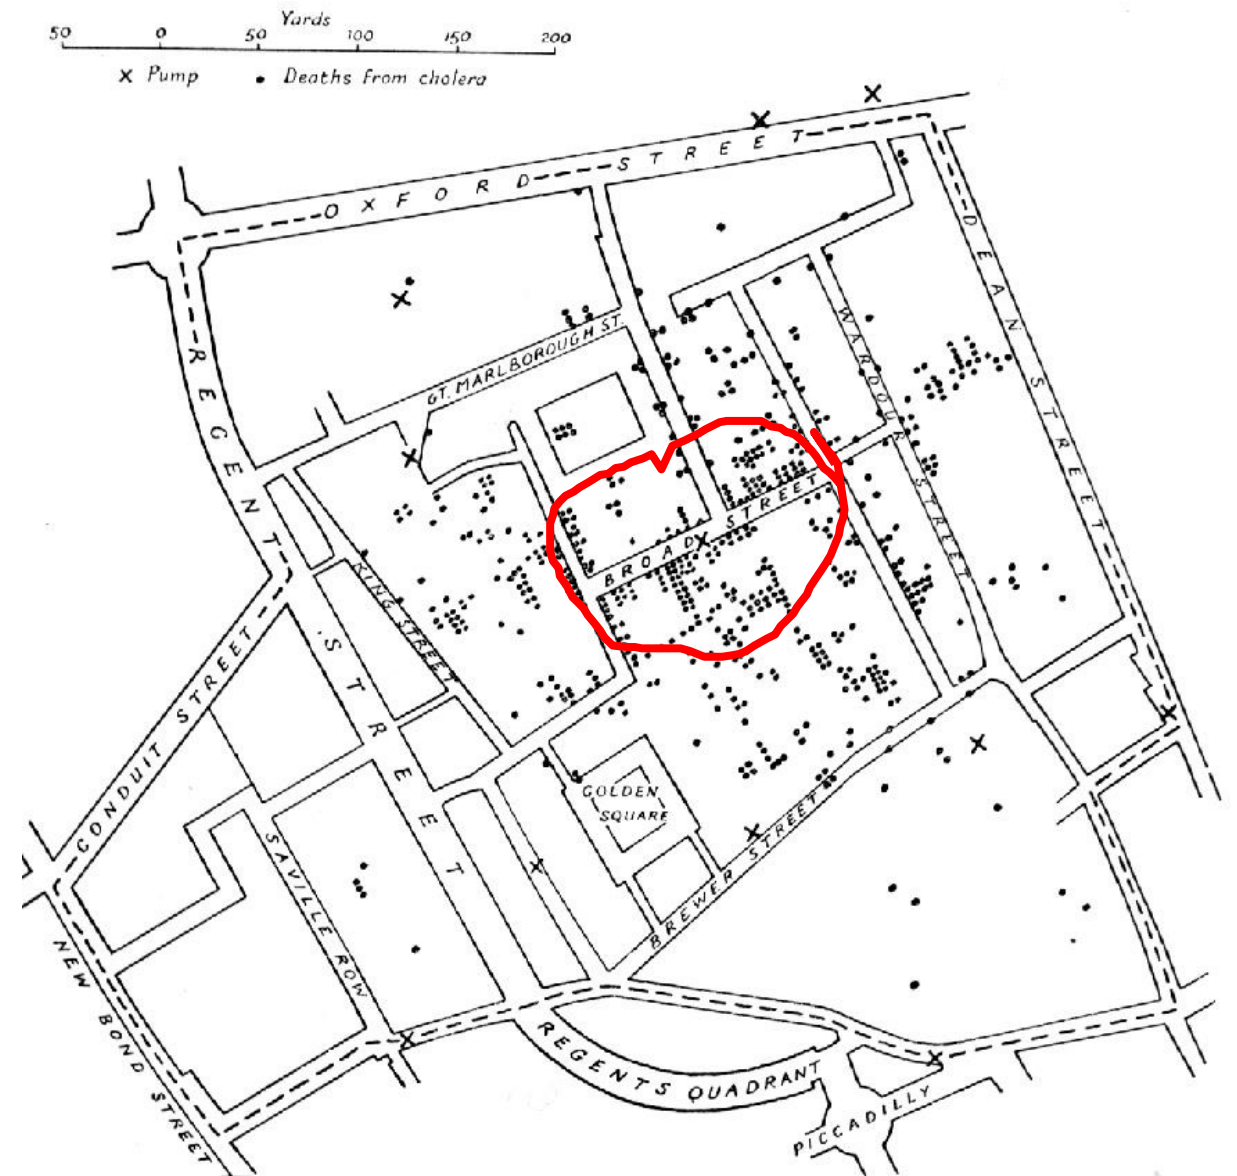 Yards
50 0 50 100 150 200
x Pump • Deaths from cholera
OXFORD STREET
DEAN STREET
WARDOUR STREET
REGENT STREET
GT. MARLBOROUGH ST.
BROAD STREET
KING STREET
CONDUIT STREET
GOLDEN
SQUARE
SAVILLE ROW
BREWER STREET
NEW BOND STREET
REGENTS QUADRANT
PICCADILLY